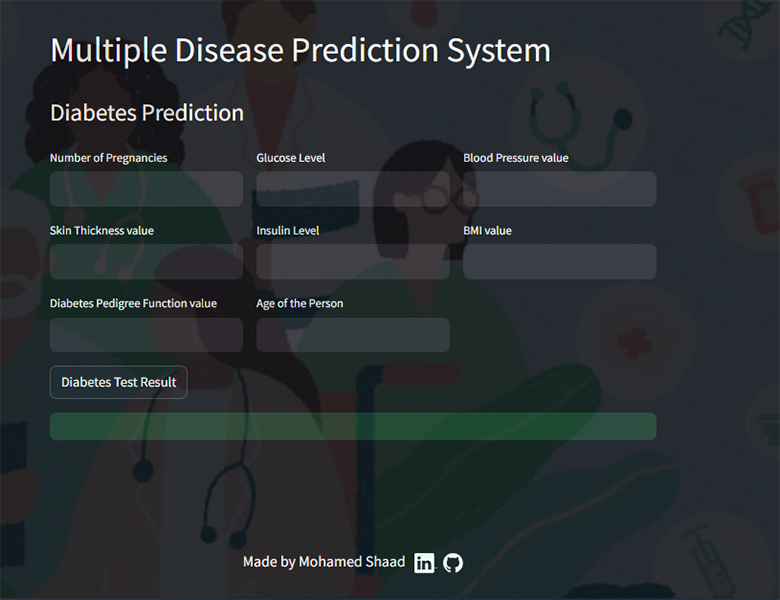 Multiple Disease Prediction System
Diabetes Prediction
Number of Pregnancies Glucose Level Blood Pressure value
Skin Thickness value Insulin Level BMI value
Diabetes Pedigree Function value Age of the Person
Diabetes Test Result
Made by Mohamed Shaad in